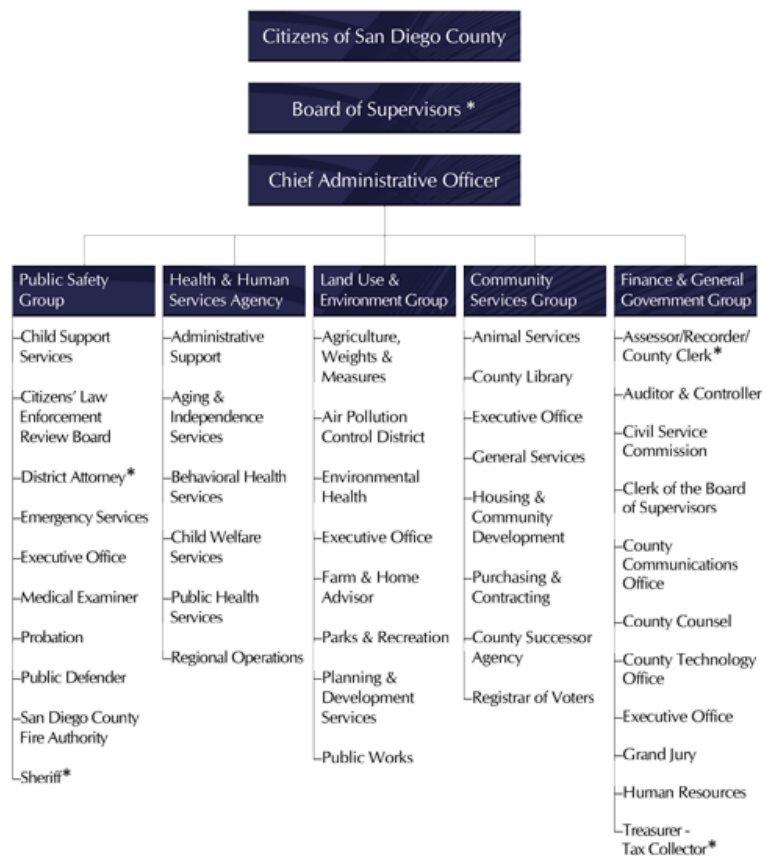 Citizens of San Diego County
Board of Supervisors *
Chief Administrative Officer
Public Safety
Group
Child Support
Services
Citizens' Law
Enforcement
Review Board
District Attorney*
Emergency Services
Executive Office
Medical Examiner
Probation
Public Defender
San Diego County
Fire Authority
Sheriff*
Health & Human
Services Agency
Administrative
Support
Aging &
Independence
Services
Behavioral Health
Services
Child Welfare
Services
Public Health
Services
Regional Operations
Land Use &
Environment Group
Agriculture,
Weights &
Measures
Air Pollution
Control District
Environmental
Health
Executive Office
Farm & Home
Advisor
Parks & Recreation
Planning &
Development
Services
Public Works
Community
Services Group
Animal Services
County Library
Executive Office
General Services
Housing &
Community
Development
Purchasing &
Contracting
County Successor
Agency
Registrar of Voters
Finance & General
Government Group
Assessor/Recorder/
County Clerk*
Auditor & Controller
Civil Service
Commission
Clerk of the Board
of Supervisors
County
Communications
Office
County Counsel
County Technology
Office
Executive Office
Grand Jury
Human Resources
Treasurer -
Tax Collector*